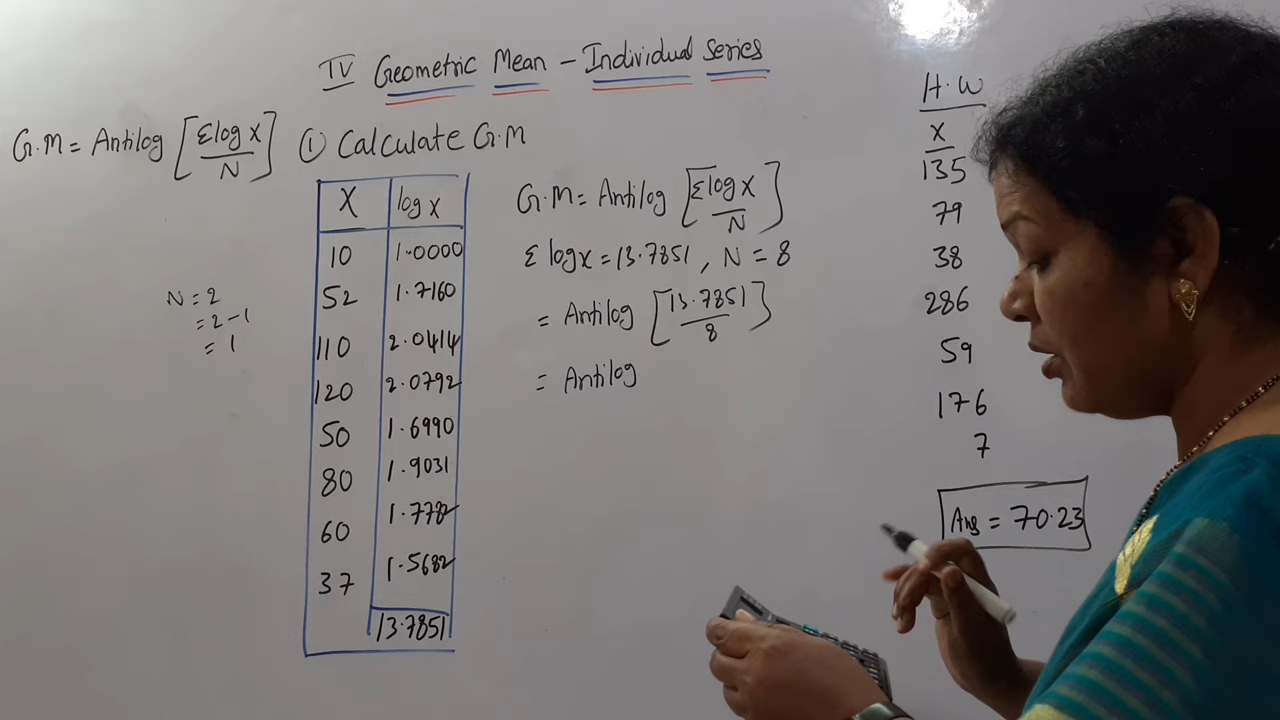 IV Geometric Mean - Individual Series
G.M = Antilog [Σlog X / N]
① Calculate G.M
X log x
10 1.0000
52 1.7160
110 2.0414
120 2.0792
50 1.6990
80 1.9031
60 1.7782
37 1.5682
13.7851
N = 2
= 2 - 1
= 1
G.M = Antilog [Σlog X / N]
Σ log x = 13.7851 , N = 8
= Antilog [13.7851 / 8]
= Antilog
H.W
X
135
79
38
286
59
176
7
Ans = 70.23